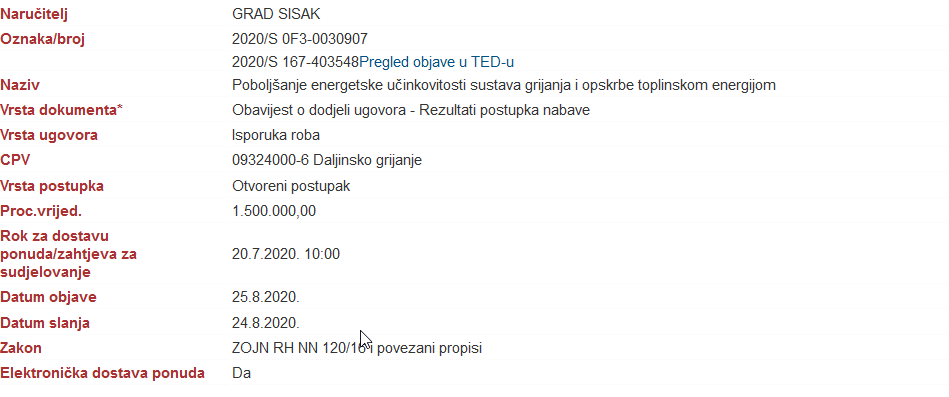 Naručitelj GRAD SISAK
Oznaka/broj 2020/S 0F3-0030907
2020/S 167-403548Pregled objave u TED-u
Naziv Poboljšanje energetske učinkovitosti sustava grijanja i opskrbe toplinskom energijom
Vrsta dokumenta* Obavijest o dodjeli ugovora - Rezultati postupka nabave
Vrsta ugovora Isporuka roba
CPV 09324000-6 Daljinsko grijanje
Vrsta postupka Otvoreni postupak
Proc.vrijed. 1.500.000,00
Rok za dostavu
ponuda/zahtjeva za
sudjelovanje 20.7.2020. 10:00
Datum objave 25.8.2020.
Datum slanja 24.8.2020.
Zakon ZOJN RH NN 120/16 i povezani propisi
Elektronička dostava ponuda Da